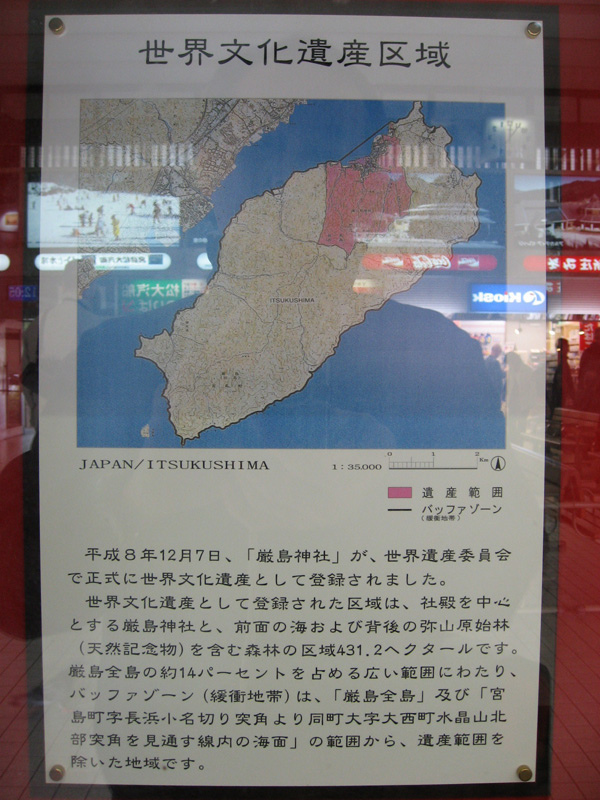 世界文化遺産区域
ITSUKUSHIMA
JAPAN/ITSUKUSHIMA
1:35,000
0 1 2
Km
遺産範囲
バッファゾーン
(緩衝地帯)
平成8年12月7日、「厳島神社」が、世界遺産委員会
で正式に世界文化遺産として登録されました。
世界文化遺産として登録された区域は、社殿を中心
とする厳島神社と、前面の海および背後の弥山原始林
(天然記念物)を含む森林の区域431.2ヘクタールです。
厳島全島の約14パーセントを占める広い範囲にわたり、
バッファゾーン(緩衝地帯)は、「厳島全島」及び「宮
島町字長浜小名切り突角より同町大字大西町水晶山北
部突角を見通す線内の海面」の範囲から、遺産範囲を
除いた地域です。
Kiosk
12:05